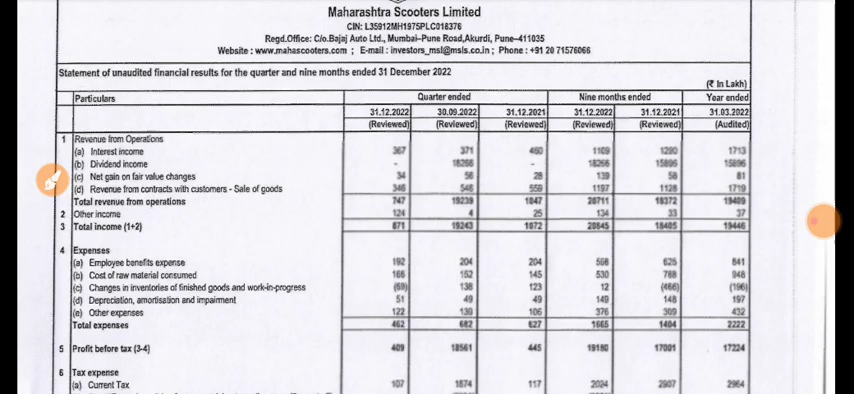 Maharashtra Scooters Limited
CIN: L35912MH1975PLC018376
Regd.Office: C/o.Bajaj Auto Ltd., Mumbai-Pune Road,Akurdi, Pune-411035
Website : www.mahascooters.com ; E-mail : investors_msl@msls.co.in ; Phone : +91 20 71576066
Statement of unaudited financial results for the quarter and nine months ended 31 December 2022
(₹ In Lakh)
Particulars Quarter ended Nine months ended Year ended
31.12.2022 30.09.2022 31.12.2021 31.12.2022 31.12.2021 31.03.2022
(Reviewed) (Reviewed) (Reviewed) (Reviewed) (Reviewed) (Audited)
1 Revenue from Operations
(a) Interest income 367 371 460 1109 1290 1713
(b) Dividend income - 18266 - 18266 15896 15896
(c) Net gain on fair value changes 34 56 28 139 58 81
(d) Revenue from contracts with customers - Sale of goods 346 546 559 1197 1128 1719
Total revenue from operations 747 19239 1047 20711 18372 19409
2 Other income 124 4 25 134 33 37
3 Total income (1+2) 871 19243 1072 20845 18405 19446
4 Expenses
(a) Employee benefits expense 192 204 204 568 625 841
(b) Cost of raw material consumed 166 152 145 530 788 948
(c) Changes in inventories of finished goods and work-in-progress (69) 138 123 12 (466) (196)
(d) Depreciation, amortisation and impairment 51 49 49 149 148 197
(e) Other expenses 122 139 106 376 309 432
Total expenses 462 682 627 1665 1404 2222
5 Profit before tax (3-4) 409 18561 445 19180 17001 17224
6 Tax expense
(a) Current Tax 107 1874 117 2024 2907 2964